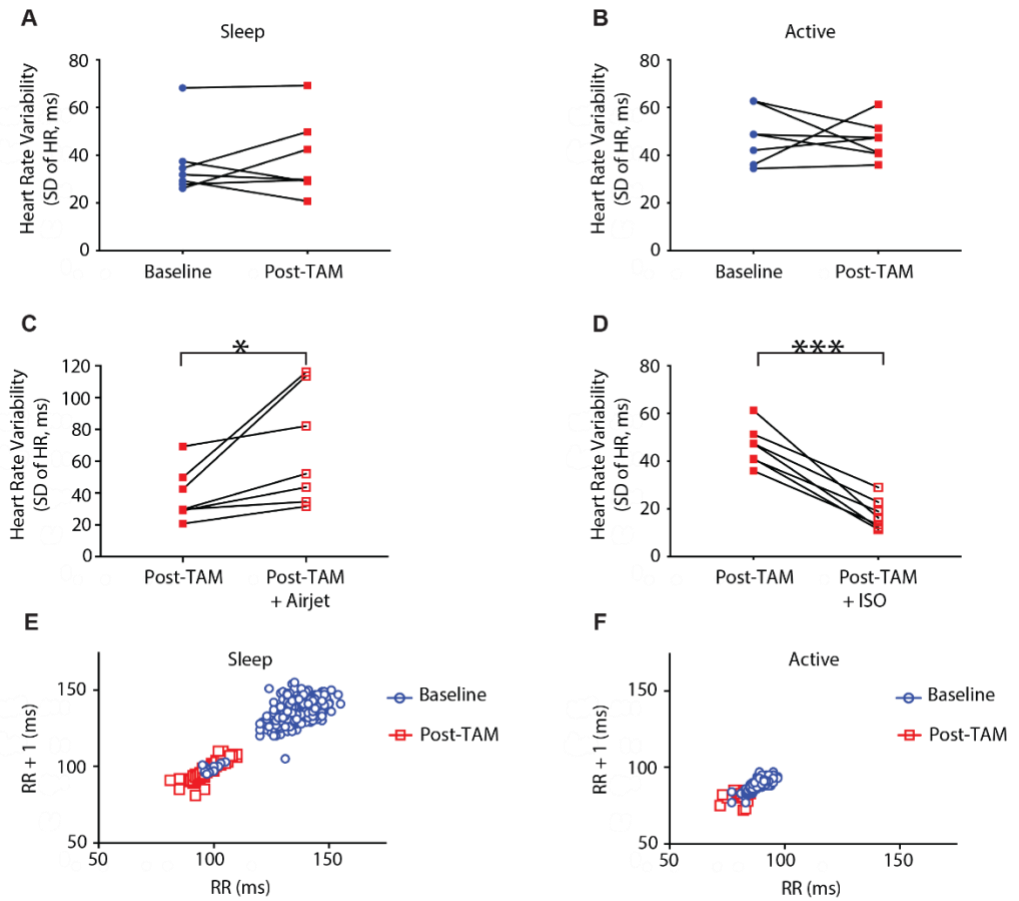 A
Sleep
Heart Rate Variability
(SD of HR, ms)
80
60
40
20
0
Baseline
Post-TAM
B
Active
Heart Rate Variability
(SD of HR, ms)
80
60
40
20
0
Baseline
Post-TAM
C
*
Heart Rate Variability
(SD of HR, ms)
120
100
80
60
40
20
0
Post-TAM
Post-TAM
+ Airjet
D
***
Heart Rate Variability
(SD of HR, ms)
80
60
40
20
0
Post-TAM
Post-TAM
+ ISO
E
Sleep
RR + 1 (ms)
150
100
50
50
100
150
RR (ms)
Baseline
Post-TAM
F
Active
RR + 1 (ms)
150
100
50
50
100
150
RR (ms)
Baseline
Post-TAM